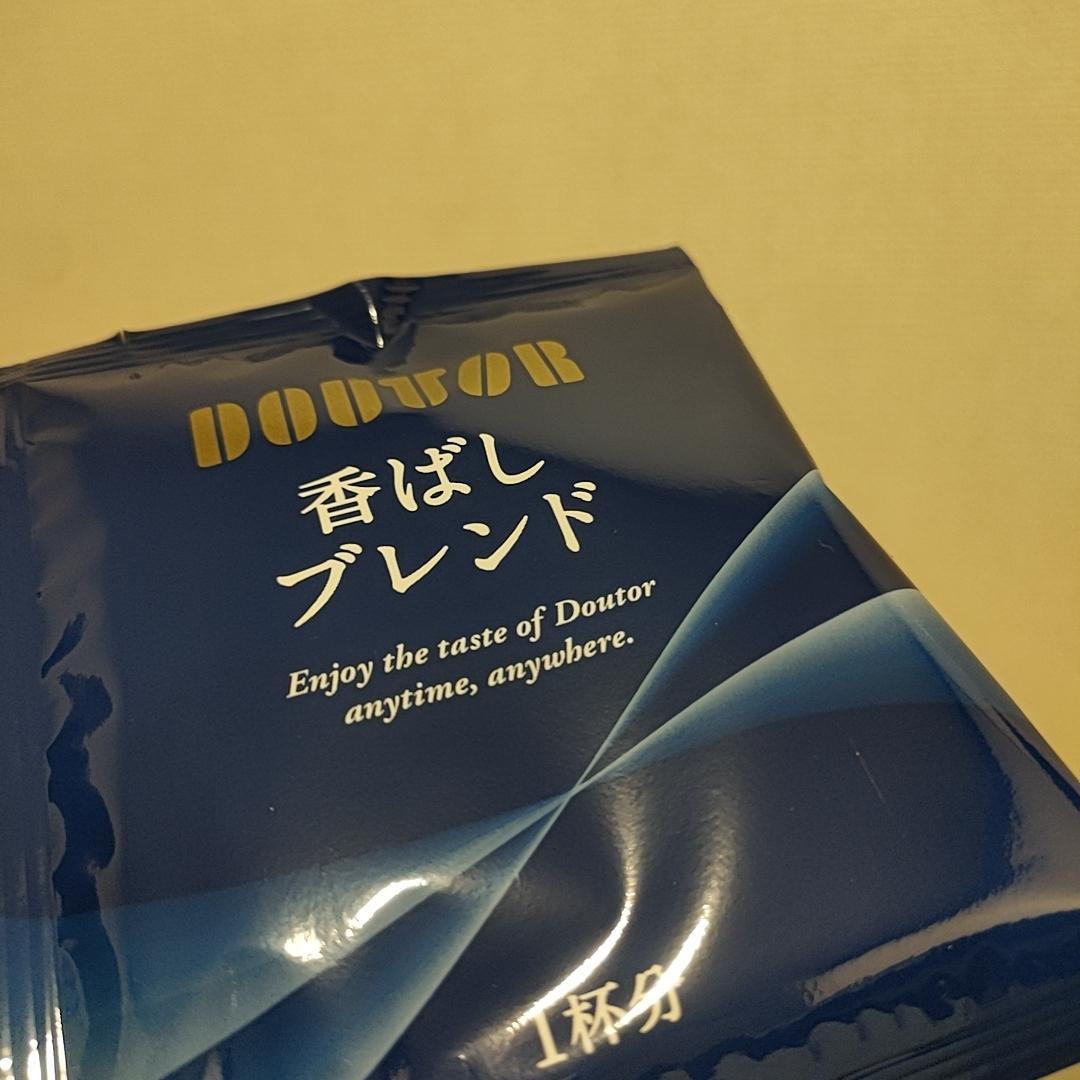 DOUTOR
香ばし
ブレンド
Enjoy the taste of Doutor
anytime, anywhere.
1杯分